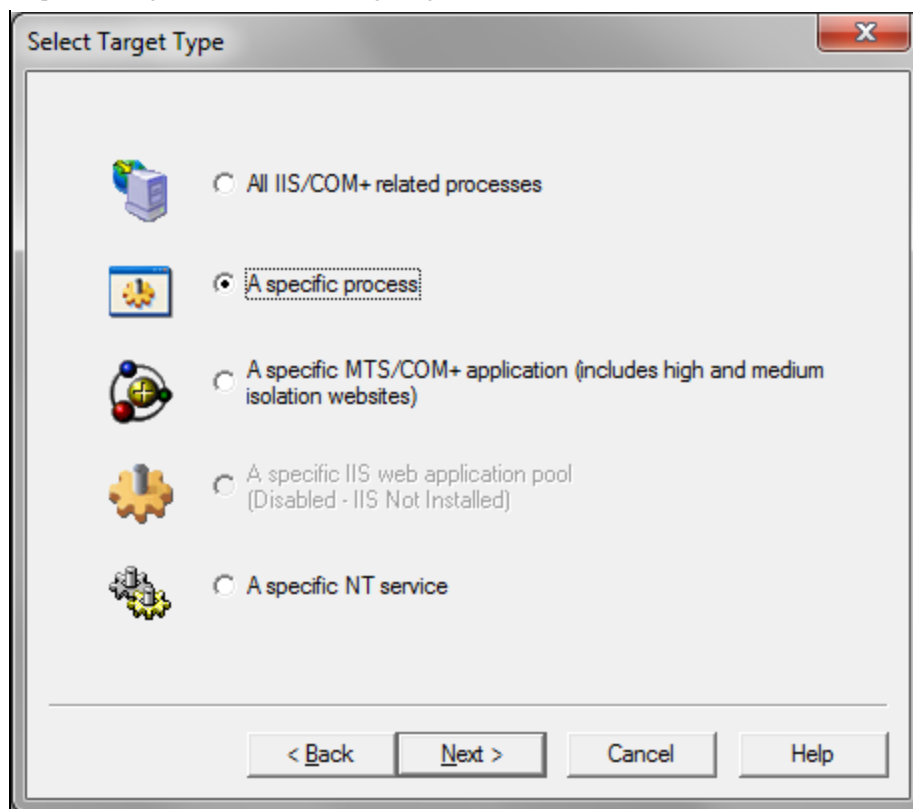 Select Target Type
All IIS/COM+ related processes
A specific process
A specific MTS/COM+ application (includes high and medium
isolation websites)
A specific IIS web application pool
(Disabled - IIS Not Installed)
A specific NT service
< Back
Next >
Cancel
Help